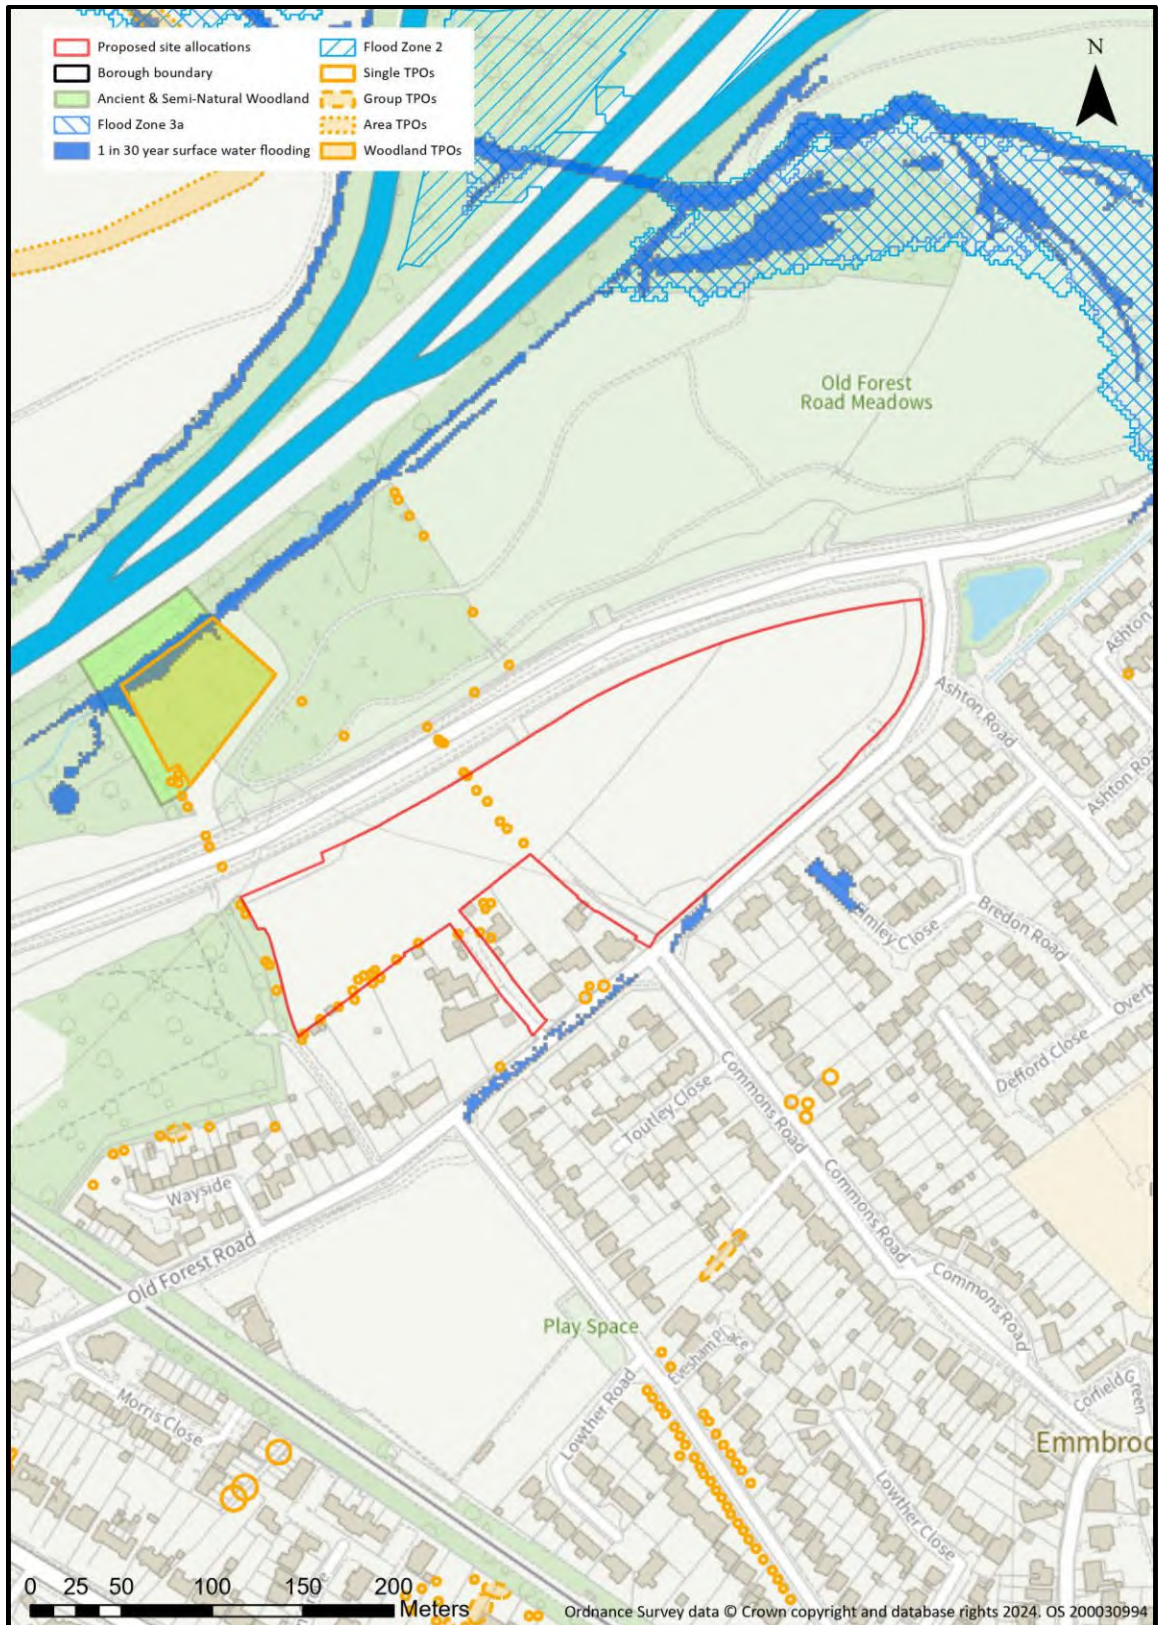 N
Proposed site allocations
Borough boundary
Ancient & Semi-Natural Woodland
Flood Zone 3a
1 in 30 year surface water flooding
Flood Zone 2
Single TPOs
Group TPOs
Area TPOs
Woodland TPOs
Old Forest
Road Meadows
Ashton
Ashton Road
Ashton Ro
Elmley Close
Bredon Road
Overb
Defford Close
Commons Road
Toutley Close
Commons Road
Commons Road
Wayside
Old Forest Road
Play Space
Evesham Place
Lowther Road
Morris Close
Corfield Green
Emmbroo
Lowther Close
0 25 50 100 150 200
Meters
Ordnance Survey data © Crown copyright and database rights 2024. OS 200030994